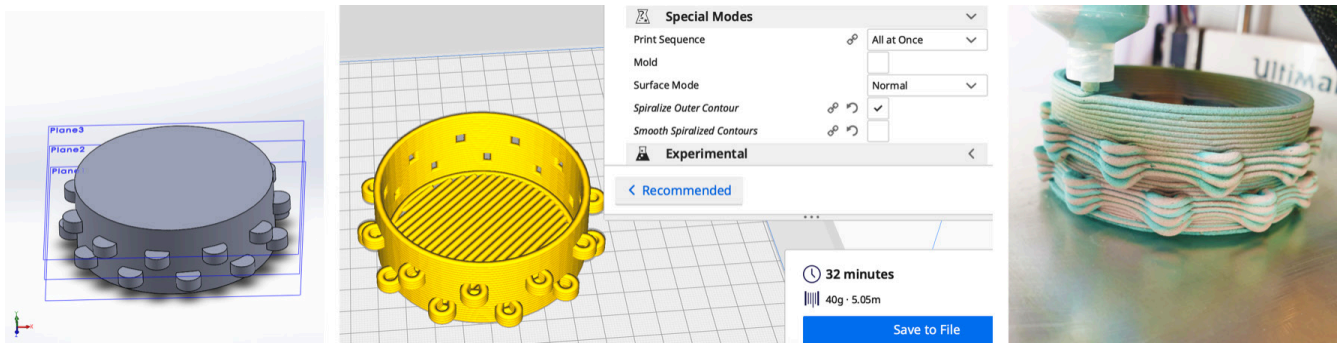 Plane3
Plane2
Special Modes
Print Sequence
All at Once
Mold
Surface Mode
Normal
Spiralize Outer Contour
Smooth Spiralized Contours
Experimental
Recommended
32 minutes
40g · 5.05m
Save to File